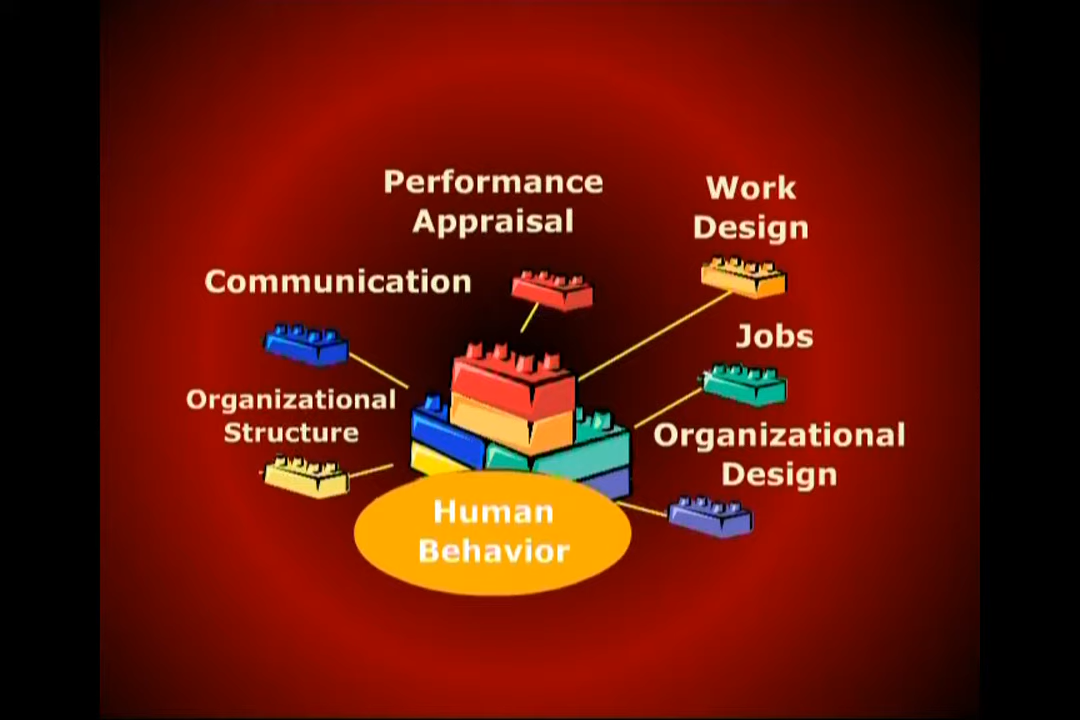 Performance
Appraisal
Work
Design
Communication
Jobs
Organizational
Structure
Organizational
Design
Human
Behavior